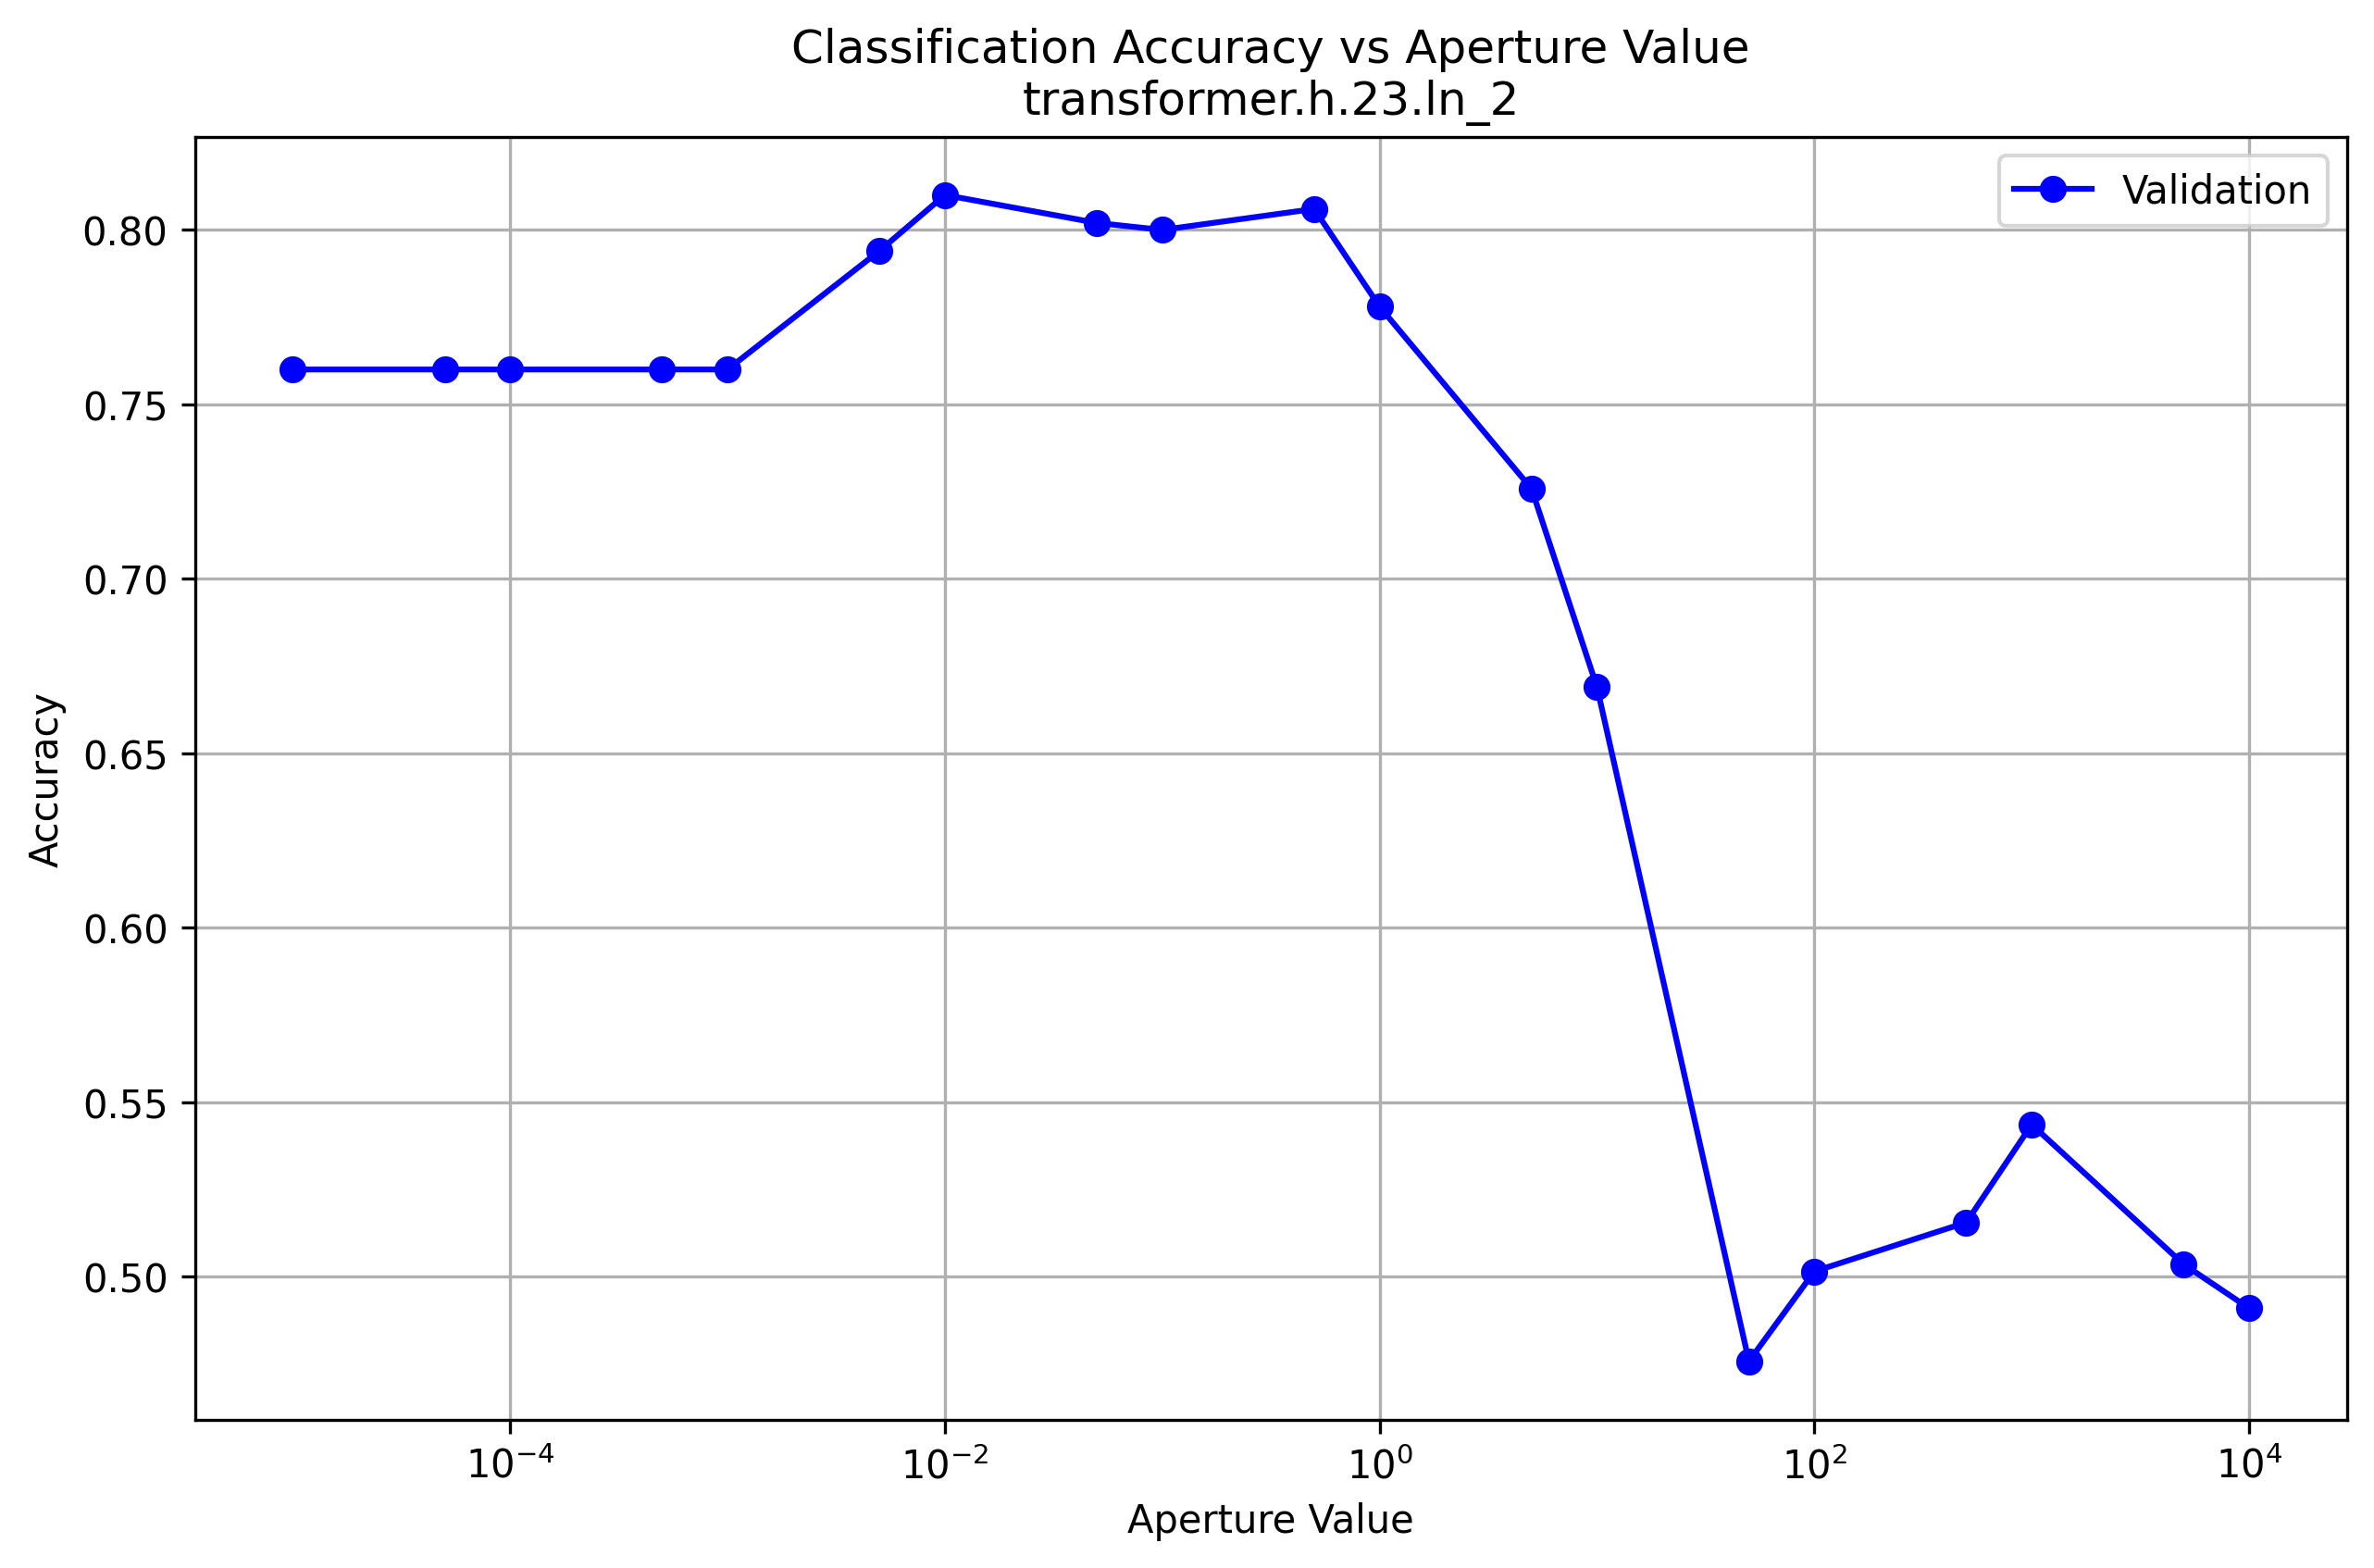 Classification Accuracy vs Aperture Value
transformer.h.23.ln_2
Validation
0.80
0.75
0.70
0.65
0.60
0.55
0.50
Accuracy
10⁻⁴
10⁻²
10⁰
10²
10⁴
Aperture Value